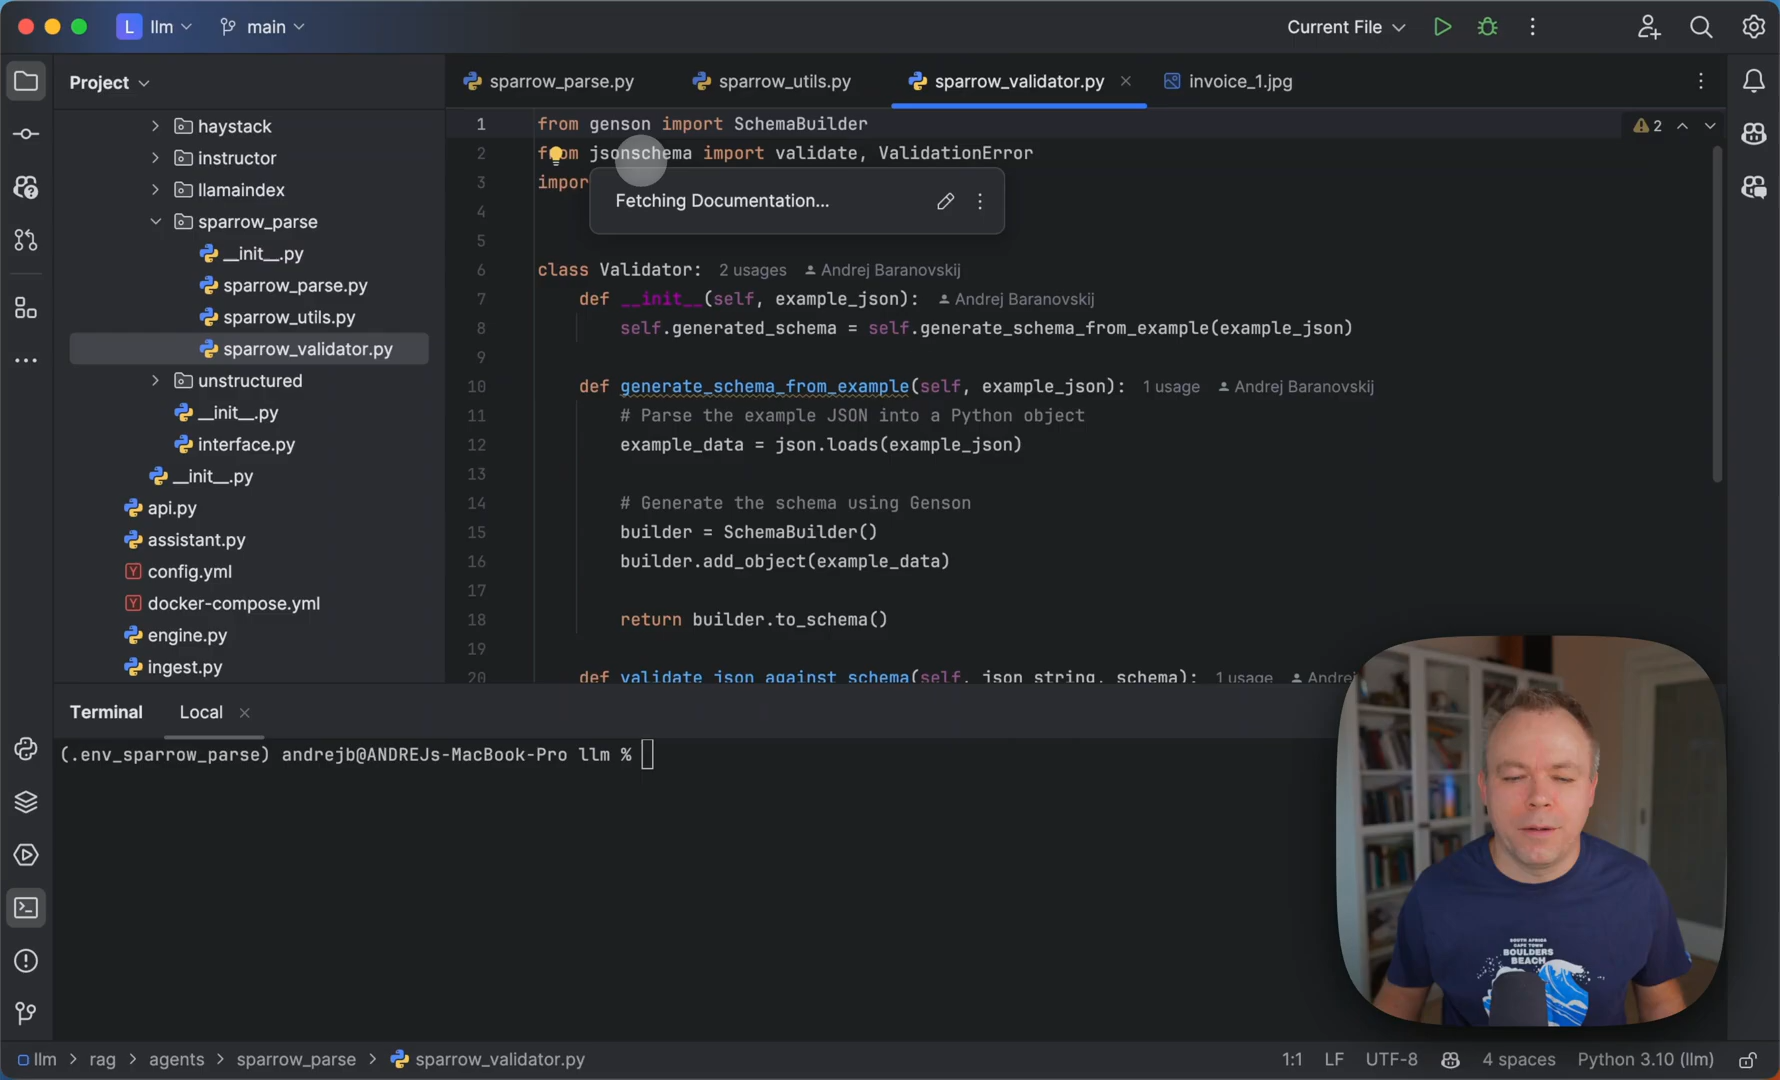 L llm main
Current File
Project
haystack
instructor
llamaindex
sparrow_parse
__init__.py
sparrow_parse.py
sparrow_utils.py
sparrow_validator.py
unstructured
__init__.py
interface.py
__init__.py
api.py
assistant.py
Y config.yml
Y docker-compose.yml
engine.py
ingest.py
sparrow_parse.py sparrow_utils.py sparrow_validator.py invoice_1.jpg
2
1 from genson import SchemaBuilder
2 from jsonschema import validate, ValidationError
3 impor
Fetching Documentation...
4
5
6 class Validator: 2 usages Andrej Baranovskij
7 def __init__(self, example_json): Andrej Baranovskij
8 self.generated_schema = self.generate_schema_from_example(example_json)
9
10 def generate_schema_from_example(self, example_json): 1 usage Andrej Baranovskij
11 # Parse the example JSON into a Python object
12 example_data = json.loads(example_json)
13
14 # Generate the schema using Genson
15 builder = SchemaBuilder()
16 builder.add_object(example_data)
17
18 return builder.to_schema()
19
20 def validate_json_against_schema(self, json_string, schema): 1 usage Andrej
Terminal Local
(.env_sparrow_parse) andrejb@ANDREJs-MacBook-Pro llm %
SOUTH AFRICA
CAPE TOWN
BOULDERS
BEACH
llm > rag > agents > sparrow_parse > sparrow_validator.py
1:1 LF UTF-8 4 spaces Python 3.10 (llm)